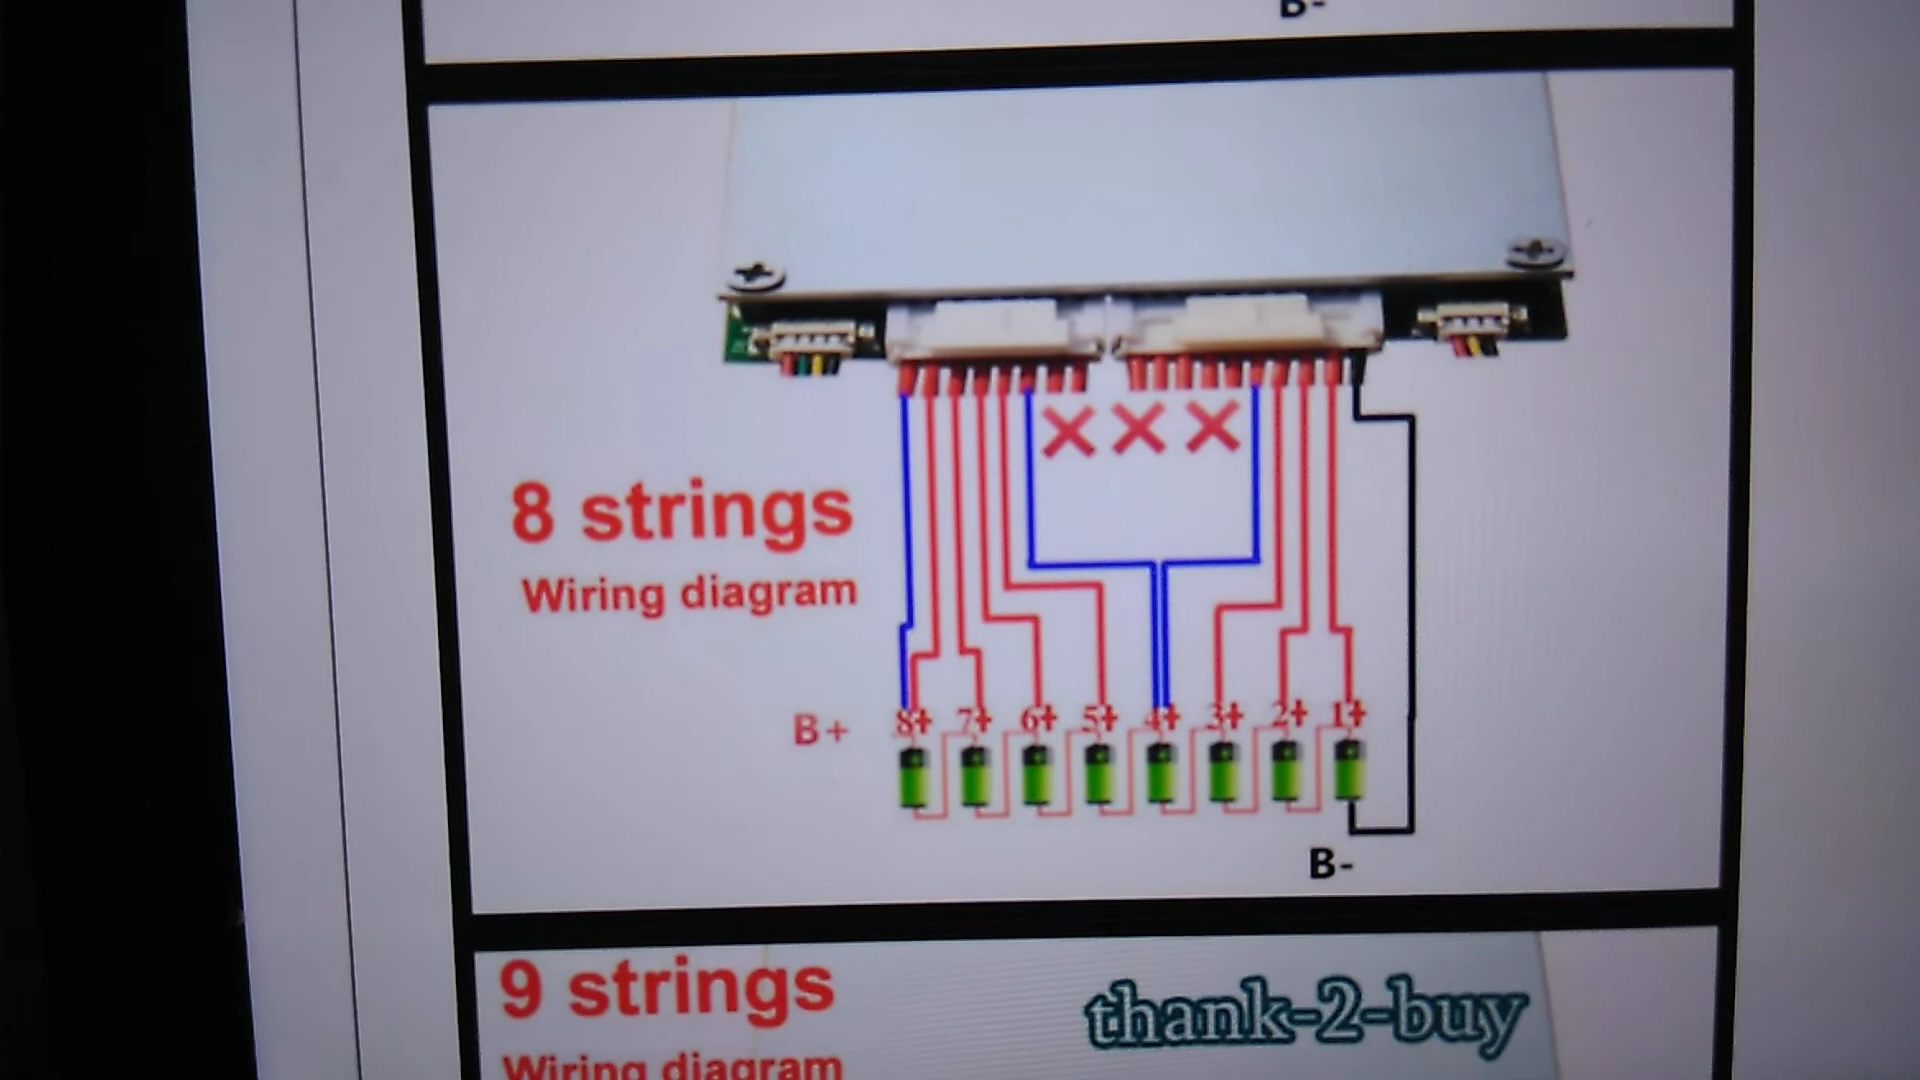 B-
8 strings
Wiring diagram
B+
8+ 7+ 6+ 5+ 4+ 3+ 2+ 1+
B-
9 strings
thank-2-buy
Wiring diagram